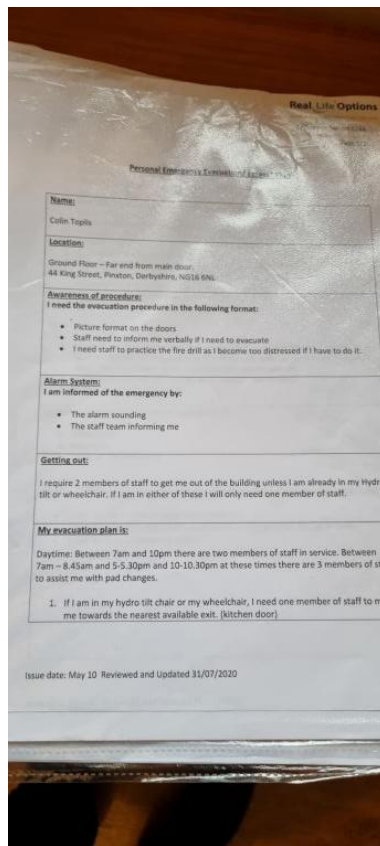 Real Life Options
Personal Emergency Evacuation
Name:
Colin Toplis
Location:
Ground Floor – Far end from main door.
44 King Street, Pinxton, Derbyshire, NG16 6NL
Awareness of procedure:
I need the evacuation procedure in the following format:
• Picture format on the doors
• Staff need to inform me verbally if I need to evacuate
• I need staff to practice the fire drill as I become too distressed if I have to do it.
Alarm System:
I am informed of the emergency by:
• The alarm sounding
• The staff team informing me
Getting out:
I require 2 members of staff to get me out of the building unless I am already in my Hydr
tilt or wheelchair. If I am in either of these I will only need one member of staff.
My evacuation plan is:
Daytime: Between 7am and 10pm there are two members of staff in service. Between
7am – 8.45am and 5-5.30pm and 10-10.30pm at these times there are 3 members of st
to assist me with pad changes.
1. If I am in my hydro tilt chair or my wheelchair, I need one member of staff to m
me towards the nearest available exit. (kitchen door)
Issue date: May 10 Reviewed and Updated 31/07/2020